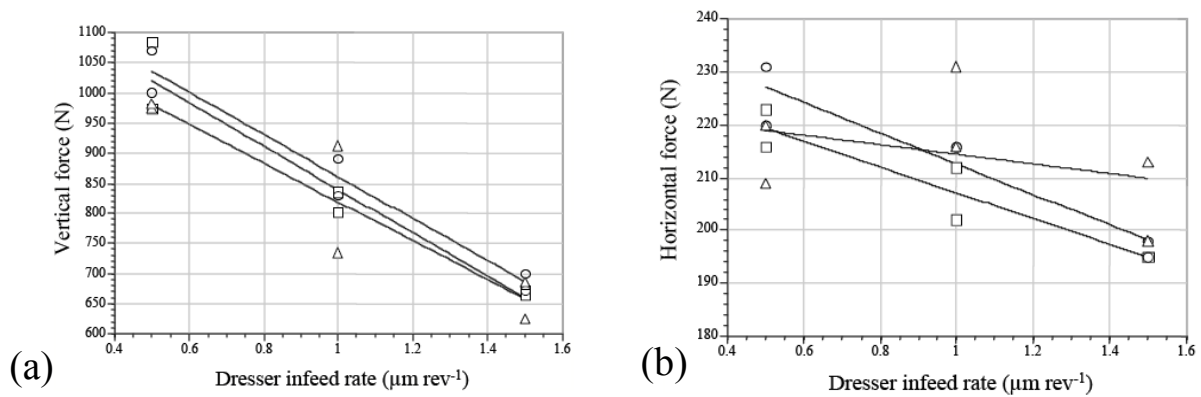 1100
1050
1000
950
900
850
800
750
700
650
600
Vertical force (N)
0.4 0.6 0.8 1.0 1.2 1.4 1.6
Dresser infeed rate (µm rev-1)
(a)
240
230
220
210
200
190
180
Horizontal force (N)
0.4 0.6 0.8 1 1.2 1.4 1.6
Dresser infeed rate (µm rev-1)
(b)